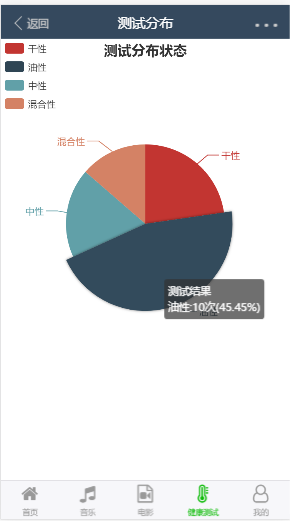 返回 测试分布
测试分布状态
干性
油性
中性
混合性
混合性
干性
中性
测试结果
油性:10次(45.45%)
油性
首页 音乐 电影 健康测试 我的